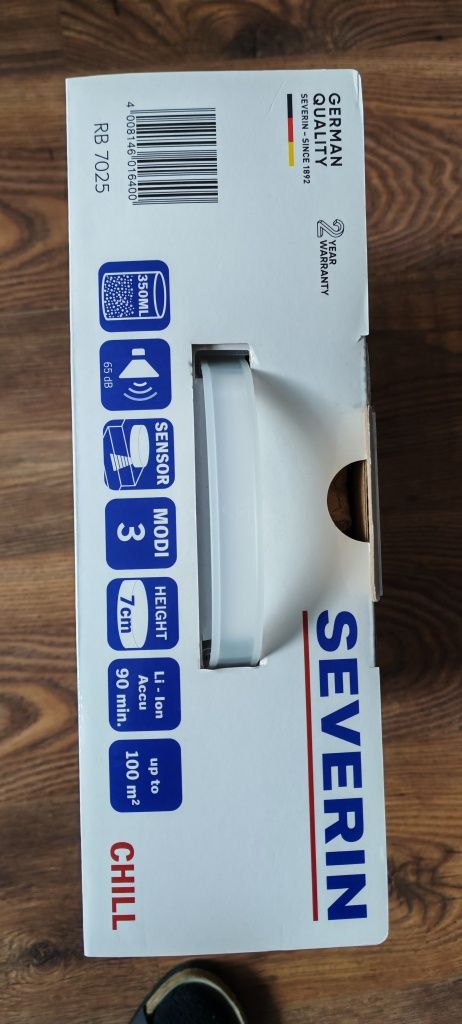 GERMAN
QUALITY
SEVERIN – SINCE 1892
2 YEAR
WARRANTY
4 008146 016400
RB 7025
350ML
65 dB
SENSOR
MODI
3
HEIGHT
7cm
Li - Ion
Accu
90 min.
up to
100 m²
SEVERIN
CHILL